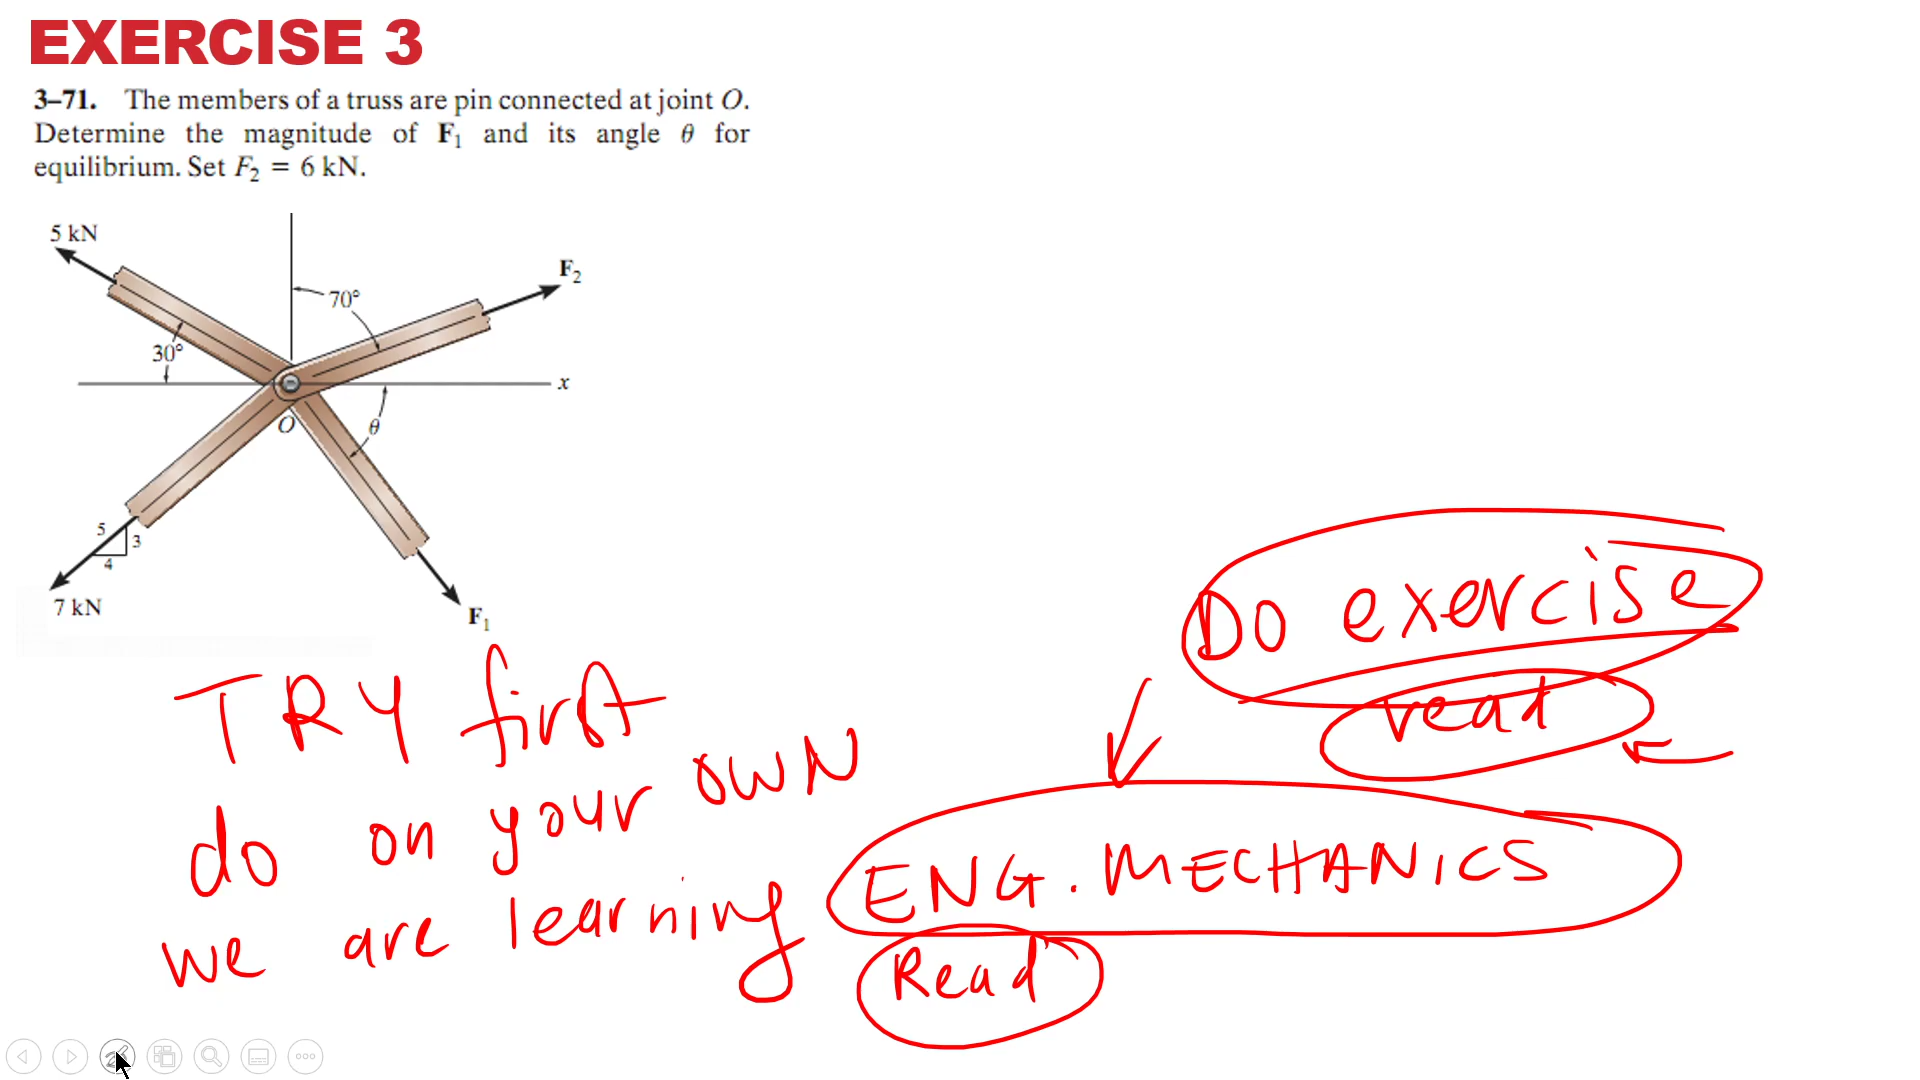 EXERCISE 3
3–71. The members of a truss are pin connected at joint O.
Determine the magnitude of F₁ and its angle θ for
equilibrium. Set F₂ = 6 kN.
5 kN
F₂
70°
30°
x
O
θ
5
3
4
7 kN
F₁
Do exercise
read
TRY first
do on your OWN
we are learning ENG. MECHANICS
Read